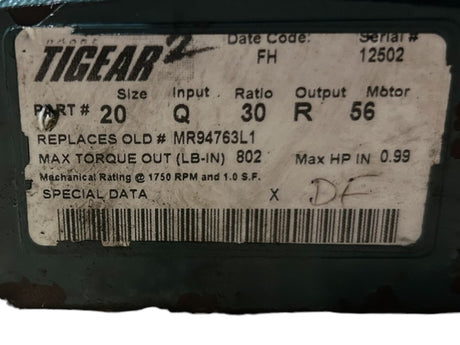 TIGEAR 2
Date Code: Serial #
FH 12502
Size Input Ratio Output Motor
PART # 20 Q 30 R 56
REPLACES OLD # MR94763L1
MAX TORQUE OUT (LB-IN) 802 Max HP IN 0.99
Mechanical Rating @ 1750 RPM and 1.0 S.F.
SPECIAL DATA X DF